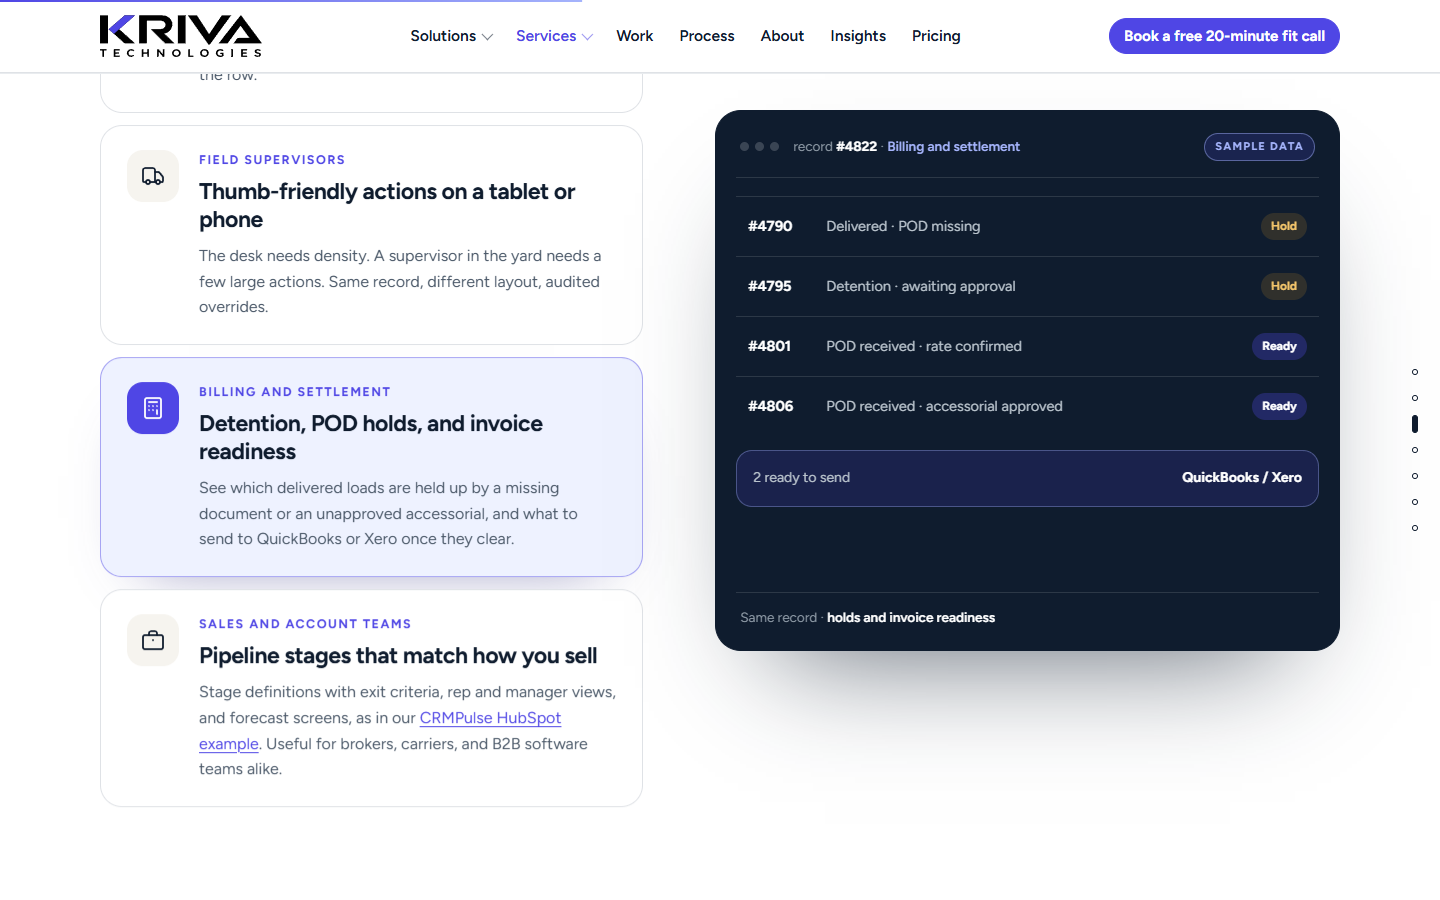 KRIVA
TECHNOLOGIES
Solutions
Services
Work
Process
About
Insights
Pricing
Book a free 20-minute fit call
the row.
FIELD SUPERVISORS
Thumb-friendly actions on a tablet or
phone
The desk needs density. A supervisor in the yard needs a
few large actions. Same record, different layout, audited
overrides.
BILLING AND SETTLEMENT
Detention, POD holds, and invoice
readiness
See which delivered loads are held up by a missing
document or an unapproved accessorial, and what to
send to QuickBooks or Xero once they clear.
SALES AND ACCOUNT TEAMS
Pipeline stages that match how you sell
Stage definitions with exit criteria, rep and manager views,
and forecast screens, as in our CRMPulse HubSpot
example. Useful for brokers, carriers, and B2B software
teams alike.
record #4822 · Billing and settlement
SAMPLE DATA
#4790 Delivered · POD missing Hold
#4795 Detention · awaiting approval Hold
#4801 POD received · rate confirmed Ready
#4806 POD received · accessorial approved Ready
2 ready to send QuickBooks / Xero
Same record · holds and invoice readiness